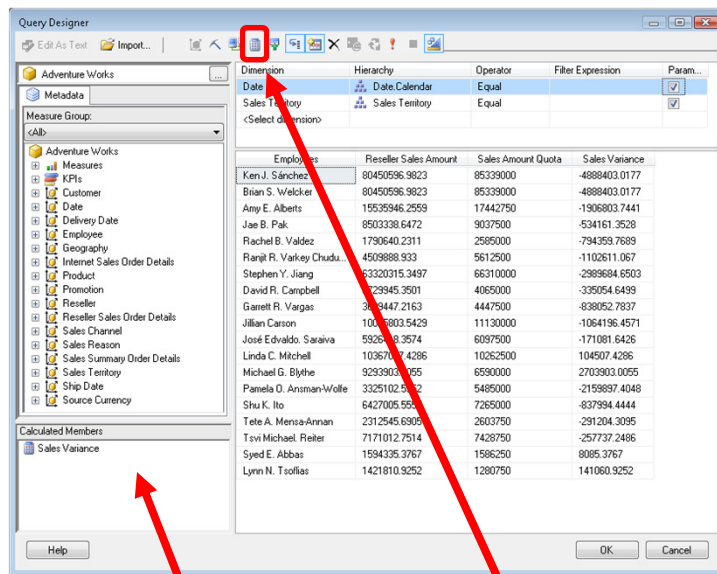 Query Designer
Edit As Text Import...
Adventure Works ...
Metadata
Measure Group:
<All>
Adventure Works
Measures
KPIs
Customer
Date
Delivery Date
Employee
Geography
Internet Sales Order Details
Product
Promotion
Reseller
Reseller Sales Order Details
Sales Channel
Sales Reason
Sales Summary Order Details
Sales Territory
Ship Date
Source Currency
Calculated Members
Sales Variance
Dimension Hierarchy Operator Filter Expression Param...
Date Date.Calendar Equal
Sales Territory Sales Territory Equal
<Select dimension>
Employees Reseller Sales Amount Sales Amount Quota Sales Variance
Ken J. Sánchez 80450596.9823 85339000 -4888403.0177
Brian S. Welcker 80450596.9823 85339000 -4888403.0177
Amy E. Alberts 15535946.2559 17442750 -1906803.7441
Jae B. Pak 8503338.6472 9037500 -534161.3528
Rachel B. Valdez 1790640.2311 2585000 -794359.7689
Ranjit R. Varkey Chudu... 4509888.933 5612500 -1102611.067
Stephen Y. Jiang 63320315.3497 66310000 -2989684.6503
David R. Campbell 4065000 -335054.6499
Garrett R. Vargas 4447500 -838052.7837
Jillian Carson 11130000 -1064196.4571
José Edvaldo. Saraiva 6097500 -171081.6426
Linda C. Mitchell 10262500 104507.4286
Michael G. Blythe 6590000 2703903.0055
Pamela O. Ansman-Wolfe 5485000 -2159897.4048
Shu K. Ito 7265000 -837994.4444
Tete A. Mensa-Annan 2312545.6905 2603750 -291204.3095
Tsvi Michael. Reiter 7171012.7514 7428750 -257737.2486
Syed E. Abbas 1594335.3767 1586250 8085.3767
Lynn N. Tsoflias 1421810.9252 1280750 141060.9252
Help OK Cancel